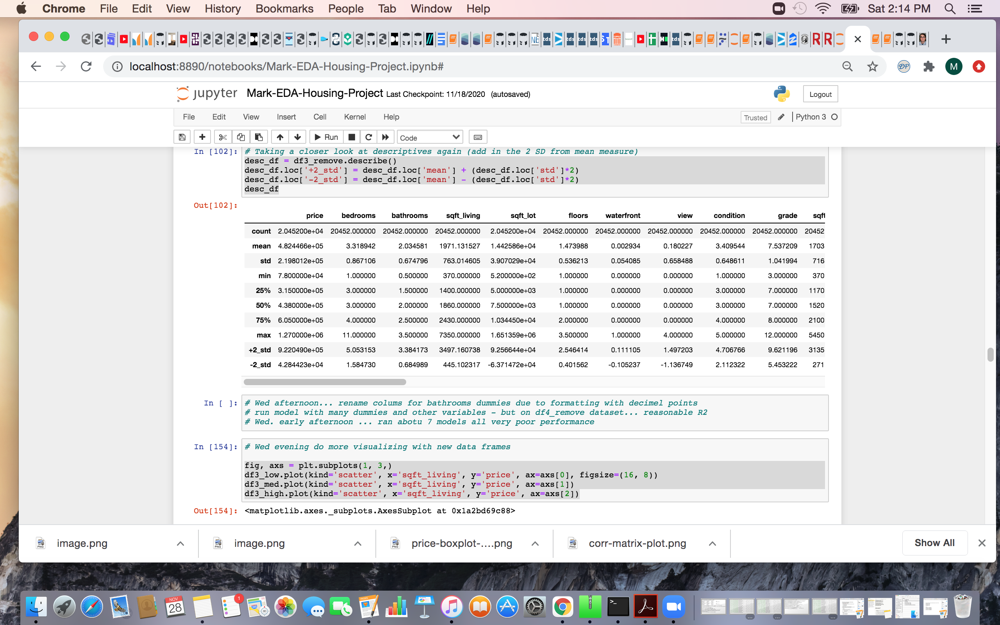 Chrome File Edit View History Bookmarks People Tab Window Help Sat 2:14 PM
localhost:8890/notebooks/Mark-EDA-Housing-Project.ipynb# DP M
jupyter Mark-EDA-Housing-Project Last Checkpoint: 11/18/2020 (autosaved) Logout
File Edit View Insert Cell Kernel Help Trusted Python 3
Run Code
In [102]: # Taking a closer look at descriptives again (add in the 2 SD from mean measure)
desc_df = df3_remove.describe()
desc_df.loc['+2_std'] = desc_df.loc['mean'] + (desc_df.loc['std']*2)
desc_df.loc['-2_std'] = desc_df.loc['mean'] - (desc_df.loc['std']*2)
desc_df
Out[102]:
price bedrooms bathrooms sqft_living sqft_lot floors waterfront view condition grade sqft
count 2.045200e+04 20452.000000 20452.000000 20452.000000 2.045200e+04 20452.000000 20452.000000 20452.000000 20452.000000 20452.000000 20452
mean 4.824466e+05 3.318942 2.034581 1971.131527 1.442586e+04 1.473988 0.002934 0.180227 3.409544 7.537209 1703
std 2.198012e+05 0.867106 0.674796 763.014605 3.907029e+04 0.536213 0.054085 0.658488 0.648611 1.041994 716
min 7.800000e+04 1.000000 0.500000 370.000000 5.200000e+02 1.000000 0.000000 0.000000 1.000000 3.000000 370
25% 3.150000e+05 3.000000 1.500000 1400.000000 5.000000e+03 1.000000 0.000000 0.000000 3.000000 7.000000 1170
50% 4.380000e+05 3.000000 2.000000 1860.000000 7.500000e+03 1.000000 0.000000 0.000000 3.000000 7.000000 1520
75% 6.050000e+05 4.000000 2.500000 2430.000000 1.034450e+04 2.000000 0.000000 0.000000 4.000000 8.000000 2100
max 1.270000e+06 11.000000 3.500000 7350.000000 1.651359e+06 3.500000 1.000000 4.000000 5.000000 12.000000 5450
+2_std 9.220490e+05 5.053153 3.384173 3497.160738 9.256644e+04 2.546414 0.111105 1.497203 4.706766 9.621196 3135
-2_std 4.284423e+04 1.584730 0.684989 445.102317 -6.371472e+04 0.401562 -0.105237 -1.136749 2.112322 5.453222 271
In [ ]: # Wed afternoon... rename colums for bathrooms dummies due to formatting with decimel points
# run model with many dummies and other variables - but on df4_remove dataset... reasonable R2
# Wed. early afternoon ... ran abotu 7 models all very poor performance
In [154]: # Wed evening do more visualizing with new data frames
fig, axs = plt.subplots(1, 3,)
df3_low.plot(kind='scatter', x='sqft_living', y='price', ax=axs[0], figsize=(16, 8))
df3_med.plot(kind='scatter', x='sqft_living', y='price', ax=axs[1])
df3_high.plot(kind='scatter', x='sqft_living', y='price', ax=axs[2])
Out[154]: <matplotlib.axes._subplots.AxesSubplot at 0x1a2bd69c88>
image.png image.png price-boxplot-....png corr-matrix-plot.png Show All
NOV
28
1
PAGES